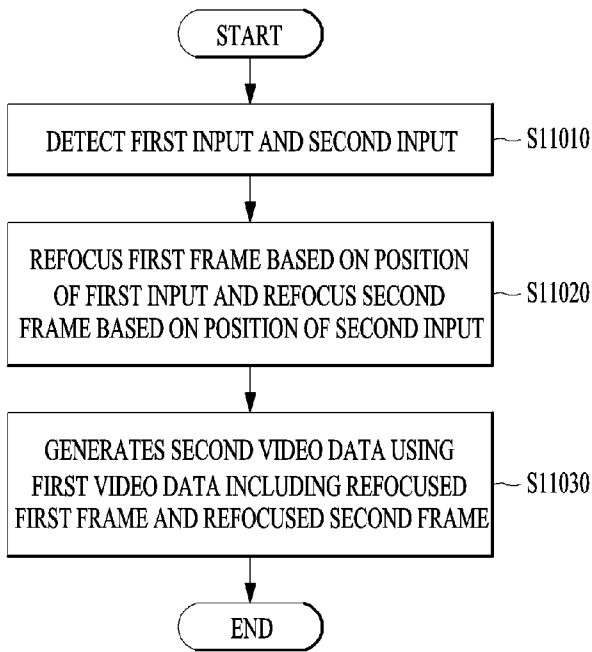 START
DETECT FIRST INPUT AND SECOND INPUT
S11010
REFOCUS FIRST FRAME BASED ON POSITION
OF FIRST INPUT AND REFOCUS SECOND
FRAME BASED ON POSITION OF SECOND INPUT
S11020
GENERATES SECOND VIDEO DATA USING
FIRST VIDEO DATA INCLUDING REFOCUSED
FIRST FRAME AND REFOCUSED SECOND FRAME
S11030
END